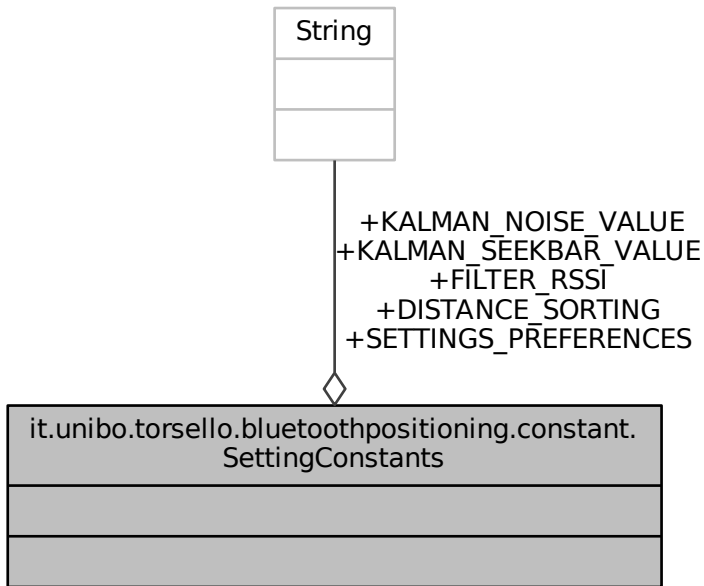 String
+KALMAN_NOISE_VALUE
+KALMAN_SEEKBAR_VALUE
+FILTER_RSSI
+DISTANCE_SORTING
+SETTINGS_PREFERENCES
it.unibo.torsello.bluetoothpositioning.constant.
SettingConstants